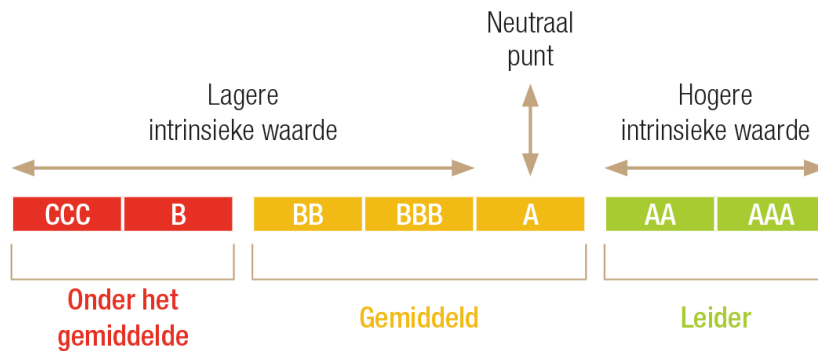 Neutraal
punt
Lagere
intrinsieke waarde
Hogere
intrinsieke waarde
CCC B BB BBB A AA AAA
Onder het
gemiddelde
Gemiddeld
Leider